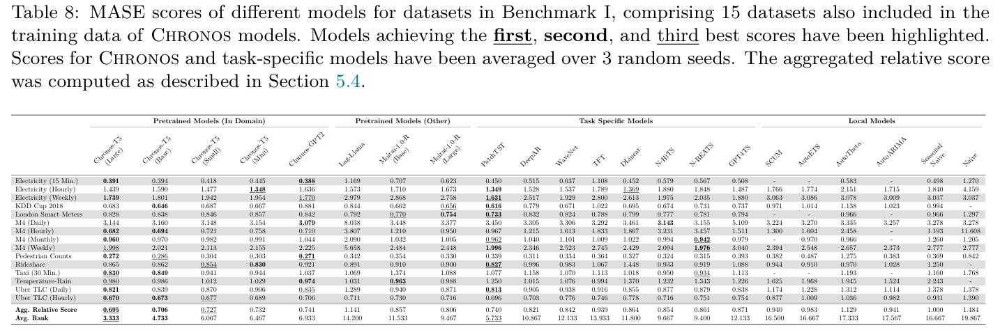 Table 8: MASE scores of different models for datasets in Benchmark I, comprising 15 datasets also included in the
training data of CHRONOS models. Models achieving the first, second, and third best scores have been highlighted.
Scores for CHRONOS and task-specific models have been averaged over 3 random seeds. The aggregated relative score
was computed as described in Section 5.4.
Pretrained Models (In Domain) Pretrained Models (Other) Task Specific Models Local Models
Chronos-T5 (Large) Chronos-T5 (Base) Chronos-T5 (Small) Chronos-T5 (Mini) Chronos-GPT2 Lag-Llama Moirai-1.0-R (Base) Moirai-1.0-R (Large) PatchTST DeepAR WaveNet TFT DLinear N-HiTS N-BEATS GPT4TS SCUM AutoETS AutoTheta AutoARIMA Seasonal Naive Naive
Electricity (15 Min.) 0.391 0.394 0.418 0.445 0.388 1.169 0.707 0.623 0.450 0.515 0.637 1.108 0.452 0.579 0.567 0.508 - - 0.583 - 0.498 1.270
Electricity (Hourly) 1.439 1.590 1.477 1.348 1.636 1.573 1.710 1.673 1.349 1.528 1.537 1.789 1.369 1.880 1.848 1.487 1.766 1.774 2.151 1.715 1.840 4.159
Electricity (Weekly) 1.739 1.801 1.942 1.954 1.770 2.979 2.868 2.758 1.631 2.517 1.929 2.800 2.613 1.975 2.035 1.880 3.063 3.086 3.078 3.009 3.037 3.037
KDD Cup 2018 0.683 0.646 0.687 0.667 0.881 0.844 0.662 0.656 0.616 0.779 0.671 1.022 0.695 0.674 0.731 0.737 0.971 1.014 1.138 1.023 0.994 -
London Smart Meters 0.828 0.838 0.846 0.857 0.842 0.792 0.770 0.754 0.733 0.832 0.824 0.788 0.799 0.777 0.781 0.794 - - 0.966 - 0.966 1.297
M4 (Daily) 3.144 3.160 3.148 3.154 3.079 8.038 3.448 3.377 3.450 3.305 3.306 3.292 3.461 3.143 3.155 5.109 3.224 3.270 3.335 3.257 3.278 3.278
M4 (Hourly) 0.682 0.694 0.721 0.758 0.710 3.807 1.210 0.950 0.967 1.215 1.613 1.833 1.867 3.231 3.457 1.511 1.300 1.604 2.458 - 1.193 11.608
M4 (Monthly) 0.960 0.970 0.982 0.991 1.044 2.090 1.032 1.005 0.962 1.040 1.101 1.009 1.022 0.994 0.942 0.979 - 0.970 0.966 - 1.260 1.205
M4 (Weekly) 1.998 2.021 2.113 2.155 2.225 5.658 2.484 2.448 1.996 2.346 2.523 2.745 2.429 2.094 1.976 3.040 2.394 2.548 2.657 2.373 2.777 2.777
Pedestrian Counts 0.272 0.286 0.304 0.303 0.271 0.342 0.354 0.330 0.339 0.311 0.334 0.364 0.327 0.324 0.315 0.393 0.382 0.487 1.275 0.383 0.369 0.842
Rideshare 0.865 0.862 0.854 0.830 0.921 0.891 0.910 0.900 0.827 0.996 0.983 1.067 1.448 0.933 0.919 1.088 0.944 0.910 0.970 1.028 1.250 -
Taxi (30 Min.) 0.830 0.849 0.941 0.944 1.037 1.069 1.374 1.088 1.077 1.158 1.070 1.113 1.018 0.950 0.934 1.113 - - 1.193 - 1.160 1.768
Temperature-Rain 0.980 0.986 1.012 1.029 0.974 1.031 0.963 0.988 1.250 1.015 1.076 0.994 1.370 1.232 1.343 1.226 1.625 1.968 1.945 1.524 2.243 -
Uber TLC (Daily) 0.821 0.839 0.870 0.906 0.835 1.289 0.940 0.871 0.813 0.905 0.938 0.916 0.855 0.877 0.879 0.838 1.174 1.228 1.312 1.114 1.378 1.378
Uber TLC (Hourly) 0.670 0.673 0.677 0.689 0.706 0.711 0.730 0.716 0.696 0.703 0.776 0.746 0.778 0.716 0.751 0.754 0.877 1.009 1.036 0.982 0.931 1.390
Agg. Relative Score 0.695 0.706 0.727 0.732 0.741 1.141 0.857 0.806 0.740 0.821 0.842 0.939 0.864 0.854 0.861 0.871 0.940 0.983 1.129 0.941 1.000 1.484
Avg. Rank 3.333 4.733 6.067 6.467 6.933 14.200 11.533 9.467 5.733 10.867 12.133 13.933 11.800 9.667 9.400 12.133 16.500 16.667 17.333 17.567 16.667 19.867